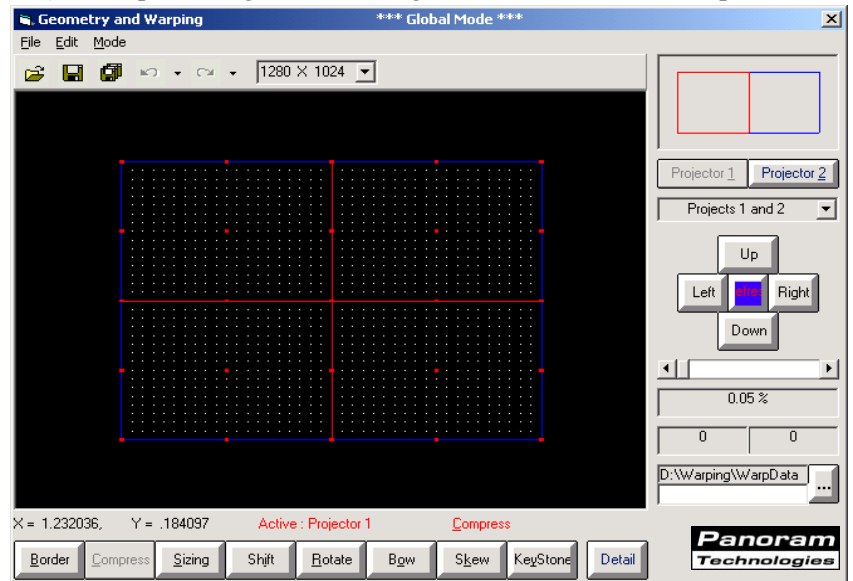 Geometry and Warping *** Global Mode ***
File Edit Mode
1280 X 1024
Projector 1 Projector 2
Projects 1 and 2
Up
Left Right
Down
0.05 %
0 0
D:\Warping\WarpData
...
X = 1.232036, Y = .184097 Active : Projector 1 Compress
Border Compress Sizing Shift Rotate Bow Skew KeyStone Detail
Panoram
Technologies